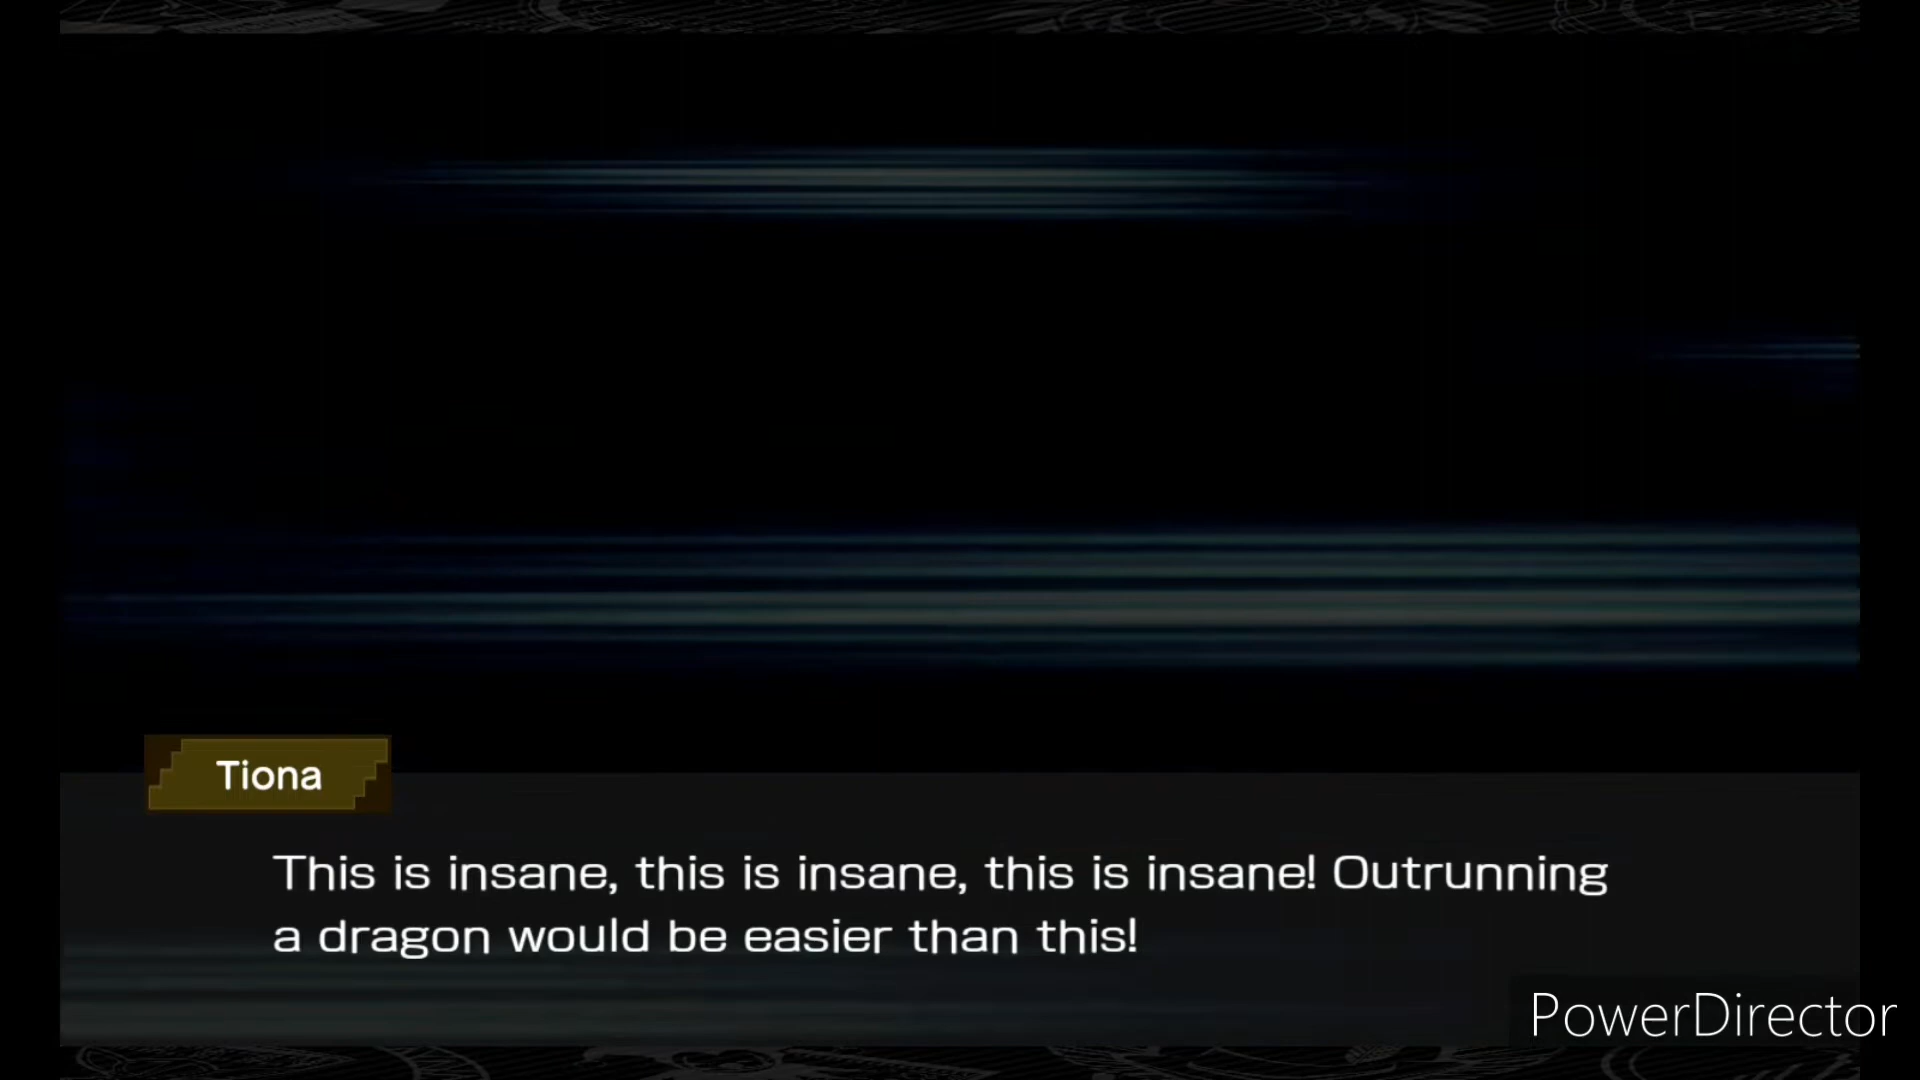 Tiona
This is insane, this is insane, this is insane! Outrunning
a dragon would be easier than this!
PowerDirector